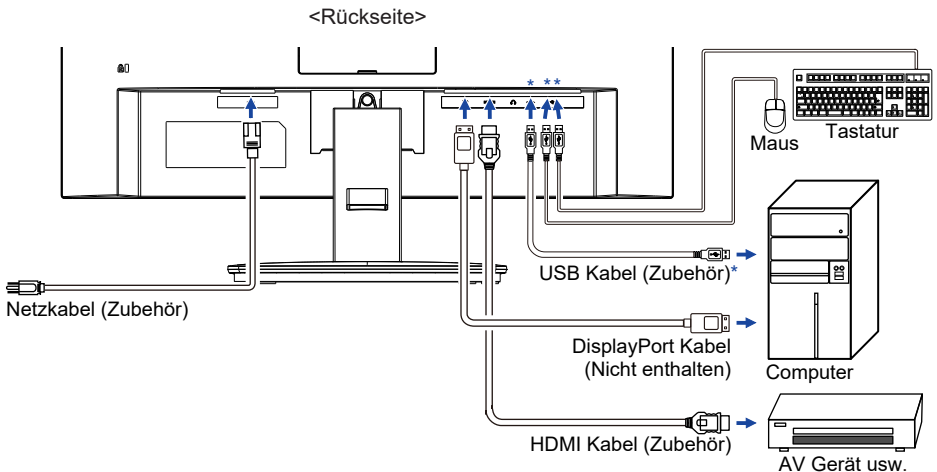 <Rückseite>
* **
Maus
Tastatur
USB Kabel (Zubehör)*
Netzkabel (Zubehör)
DisplayPort Kabel
(Nicht enthalten)
Computer
HDMI Kabel (Zubehör)
AV Gerät usw.